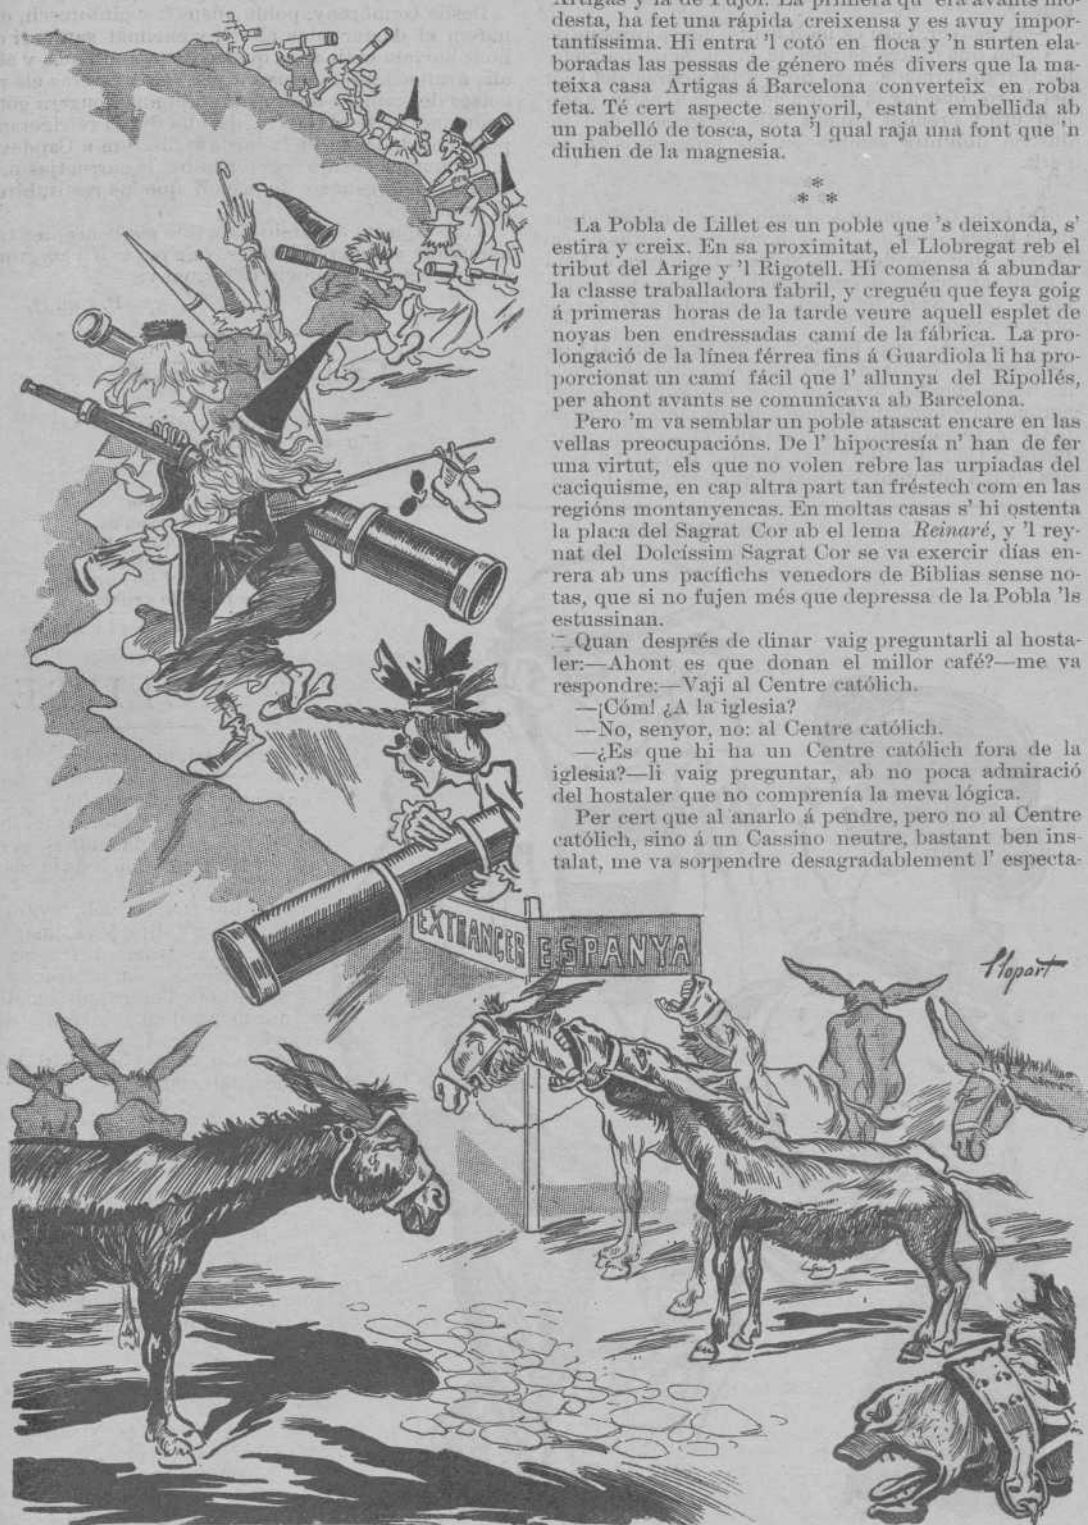 Artigas y la de Pujol. La primera qu' era avants mo-
desta, ha fet una rápida creixensa y es avuy impor-
tantíssima. Hi entra 'l cotó en floca y 'n surten ela-
boradas las pessas de género més divers que la ma-
teixa casa Artigas á Barcelona converteix en roba
feta. Té cert aspecte senyoril, estant embellida ab
un pabelló de tosca, sota 'l qual raja una font que 'n
diuhen de la magnesia.
*
* *
La Pobla de Lillet es un poble que 's deixonda, s'
estira y creix. En sa proximitat, el Llobregat reb el
tribut del Arige y 'l Rigotell. Hi comensa á abundar
la classe traballadora fabril, y creguéu que feya goig
á primeras horas de la tarde veure aquell esplet de
noyas ben endressadas camí de la fábrica. La pro-
longació de la línea férrea fins á Guardiola li ha pro-
porcionat un camí fácil que l' allunya del Ripollés,
per ahont avants se comunicava ab Barcelona.
Pero 'm va semblar un poble atascat encare en las
vellas preocupacións. De l' hipocresía n' han de fer
una virtut, els que no volen rebre las urpiadas del
caciquisme, en cap altra part tan fréstech com en las
regións montanyencas. En moltas casas s' hi ostenta
la placa del Sagrat Cor ab el lema Reinaré, y 'l rey-
nat del Dolcíssim Sagrat Cor se va exercir días en-
rera ab uns pacífichs venedors de Biblias sense no-
tas, que si no fujen més que depressa de la Pobla 'ls
estussinan.
Quan després de dinar vaig preguntarli al hosta-
ler:—Ahont es que donan el millor café?—me va
respondre:—Vaji al Centre catolich.
—¡Cóm! ¿A la iglesia?
—No, senyor, no: al Centre católich.
—¿Es que hi ha un Centre católich fora de la
iglesia?—li vaig preguntar, ab no poca admiració
del hostaler que no comprenía la meva lógica.
Per cert que al anarlo á pendre, pero no al Centre
católich, sino á un Cassino neutre, bastant ben ins-
talat, me va sorpendre desagradablement l' especta-
EXTRANGER ESPANYA
Llopart